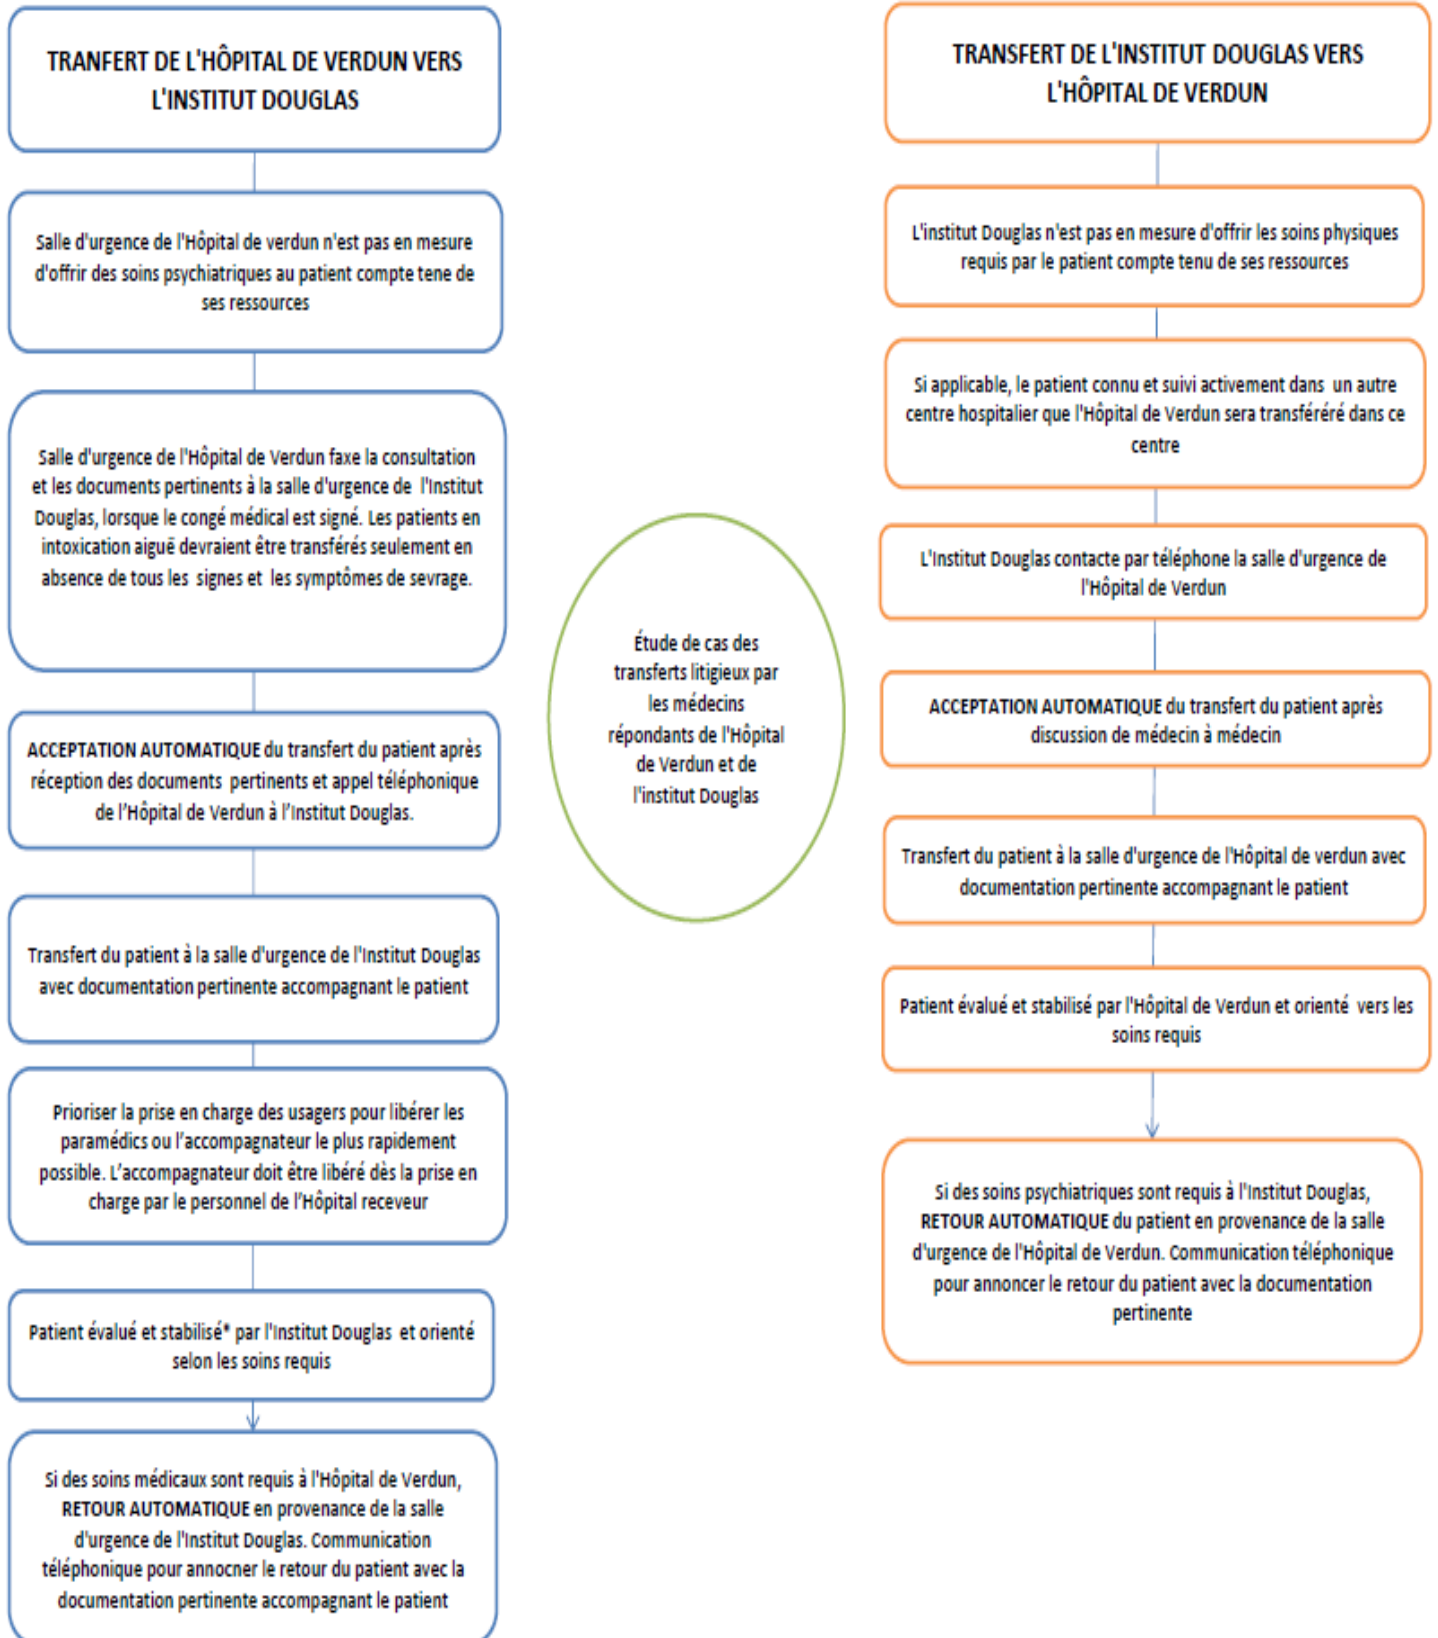 TRANFERT DE L'HÔPITAL DE VERDUN VERS
L'INSTITUT DOUGLAS
Salle d'urgence de l'Hôpital de verdun n'est pas en mesure
d'offrir des soins psychiatriques au patient compte tene de
ses ressources
Salle d'urgence de l'Hôpital de Verdun faxe la consultation
et les documents pertinents à la salle d'urgence de l'Institut
Douglas, lorsque le congé médical est signé. Les patients en
intoxication aiguë devraient être transférés seulement en
absence de tous les signes et les symptômes de sevrage.
ACCEPTATION AUTOMATIQUE du transfert du patient après
réception des documents pertinents et appel téléphonique
de l'Hôpital de Verdun à l'Institut Douglas.
Transfert du patient à la salle d'urgence de l'Institut Douglas
avec documentation pertinente accompagnant le patient
Prioriser la prise en charge des usagers pour libérer les
paramédics ou l'accompagnateur le plus rapidement
possible. L'accompagnateur doit être libéré dès la prise en
charge par le personnel de l'Hôpital receveur
Patient évalué et stabilisé* par l'Institut Douglas et orienté
selon les soins requis
Si des soins médicaux sont requis à l'Hôpital de Verdun,
RETOUR AUTOMATIQUE en provenance de la salle
d'urgence de l'Institut Douglas. Communication
téléphonique pour annocner le retour du patient avec la
documentation pertinente accompagnant le patient
Étude de cas des
transferts litigieux par
les médecins
répondants de l'Hôpital
de Verdun et de
l'institut Douglas
TRANSFERT DE L'INSTITUT DOUGLAS VERS
L'HÔPITAL DE VERDUN
L'institut Douglas n'est pas en mesure d'offrir les soins physiques
requis par le patient compte tenu de ses ressources
Si applicable, le patient connu et suivi activement dans un autre
centre hospitalier que l'Hôpital de Verdun sera transféréré dans ce
centre
L'Institut Douglas contacte par téléphone la salle d'urgence de
l'Hôpital de Verdun
ACCEPTATION AUTOMATIQUE du transfert du patient après
discussion de médecin à médecin
Transfert du patient à la salle d'urgence de l'Hôpital de verdun avec
documentation pertinente accompagnant le patient
Patient évalué et stabilisé par l'Hôpital de Verdun et orienté vers les
soins requis
Si des soins psychiatriques sont requis à l'Institut Douglas,
RETOUR AUTOMATIQUE du patient en provenance de la salle
d'urgence de l'Hôpital de Verdun. Communication téléphonique
pour annoncer le retour du patient avec la documentation
pertinente